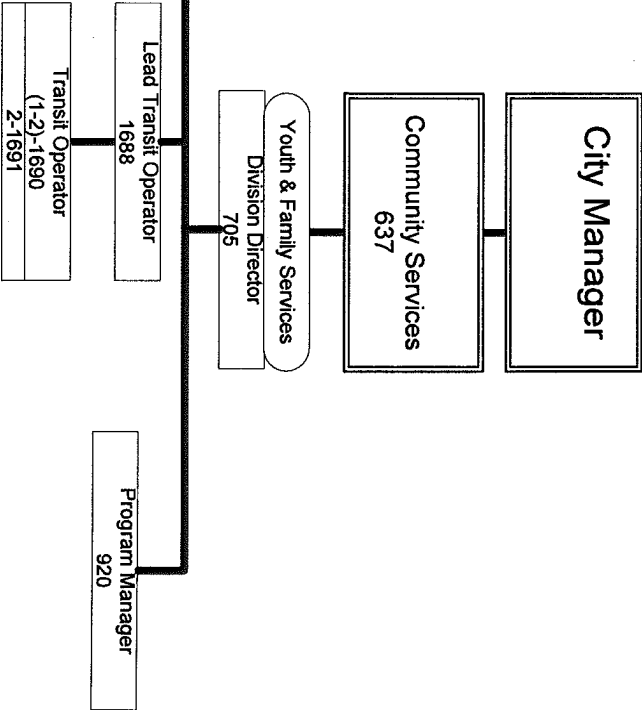 City Manager
Community Services
637
Youth & Family Services
Division Director
705
Lead Transit Operator
1688
Transit Operator
(1-2)-1690
2-1691
Program Manager
920